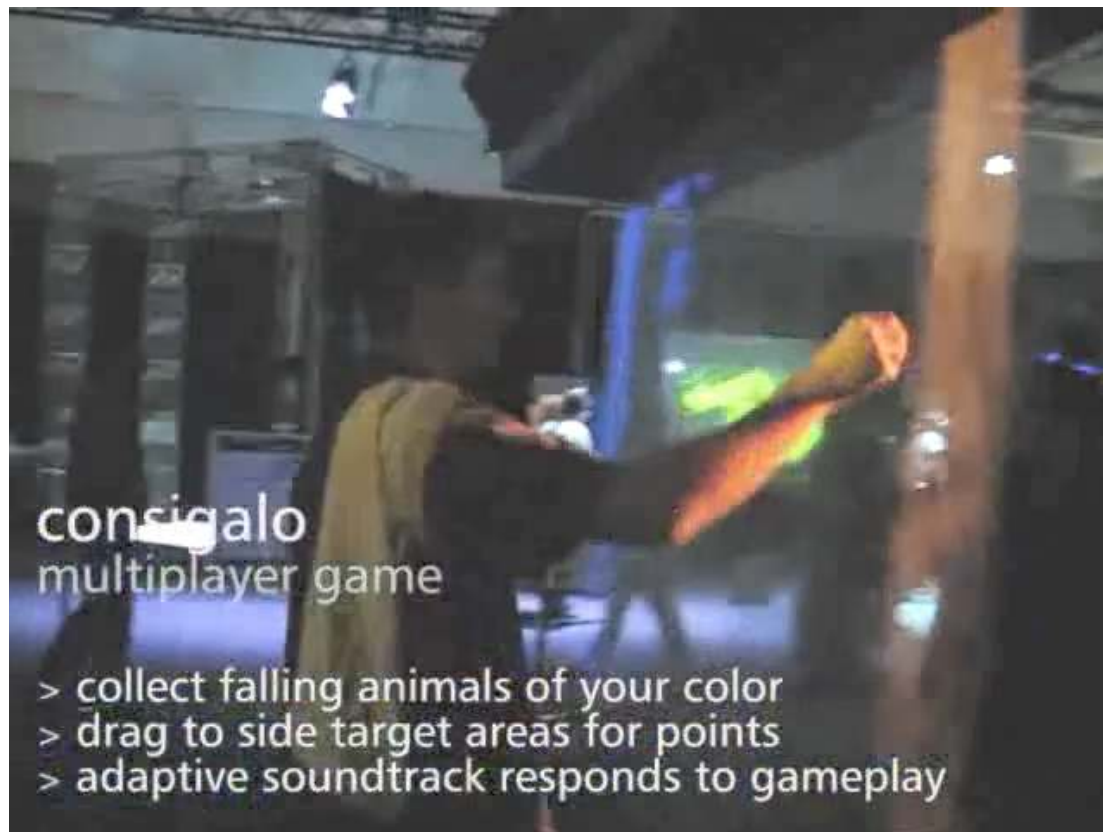 consigalo
multiplayer game
> collect falling animals of your color
> drag to side target areas for points
> adaptive soundtrack responds to gameplay